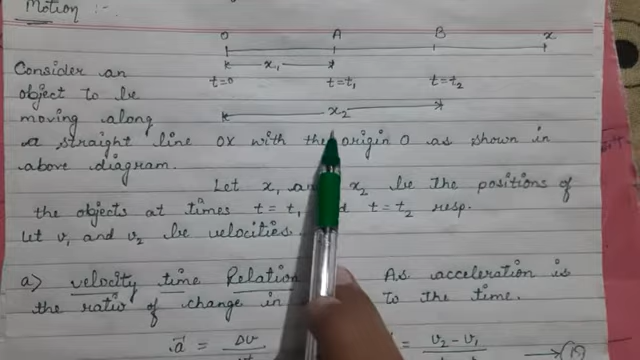 Motion :-
O A B x
x₁
t=0 t=t₁ t=t₂
x₂
Consider an
object to be
moving along
a straight line OX with the origin O as shown in
above diagram.
Let x₁ x₂ be the positions of
the objects at times t = t₁ t = t₂ resp.
Let v₁ and v₂ be velocities
a) velocity time Relation As acceleration is
the ratio of change in to the time.
a⃗ = Δv = v₂ - v₁